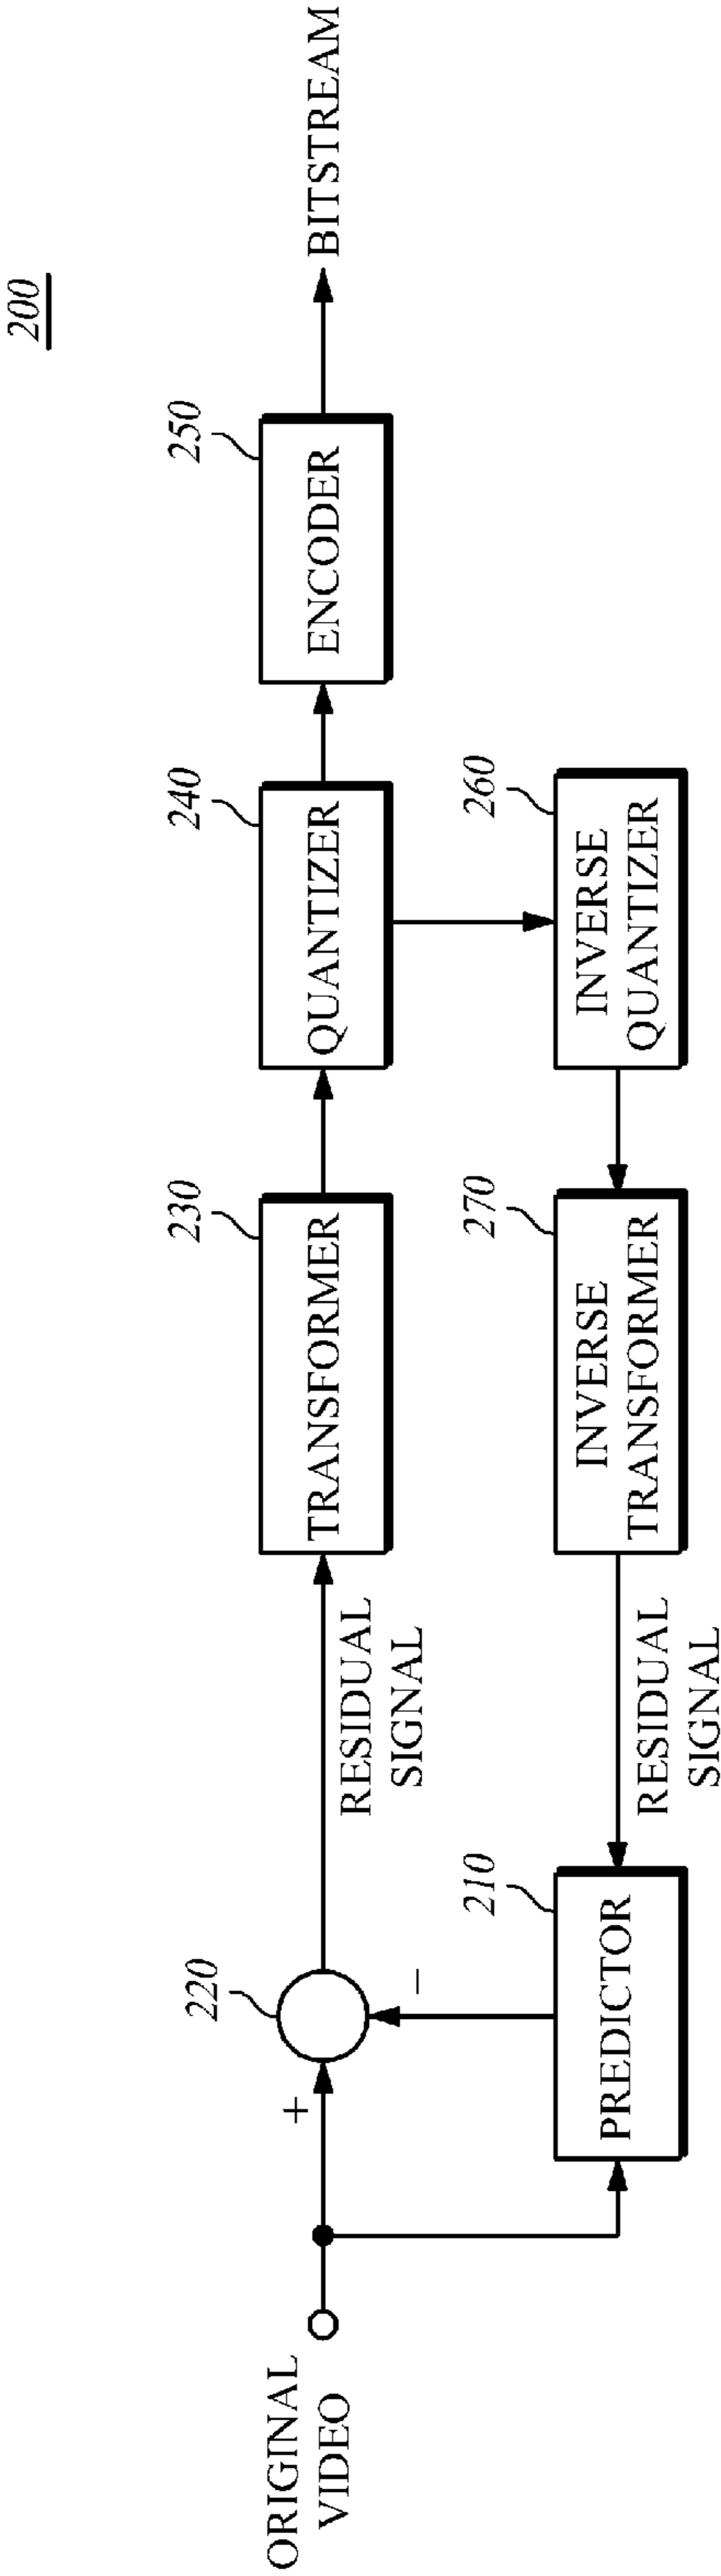 200
ORIGINAL
VIDEO
+
220
−
RESIDUAL
SIGNAL
230
TRANSFORMER
240
QUANTIZER
250
ENCODER
BITSTREAM
210
PREDICTOR
RESIDUAL
SIGNAL
270
INVERSE
TRANSFORMER
260
INVERSE
QUANTIZER